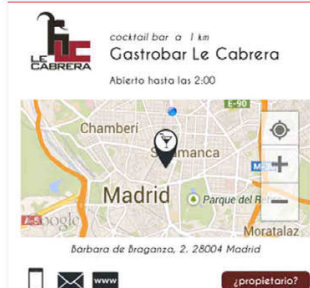 cocktail bar a 1 km
Gastrobar Le Cabrera
LE CABRERA
Abierto hasta las 2:00
E-90
Chamberí
Salamanca
Madrid
Parque del Ret
Moratalaz
A-5
Google
Barbara de Braganza, 2. 28004 Madrid
www
¿propietario?